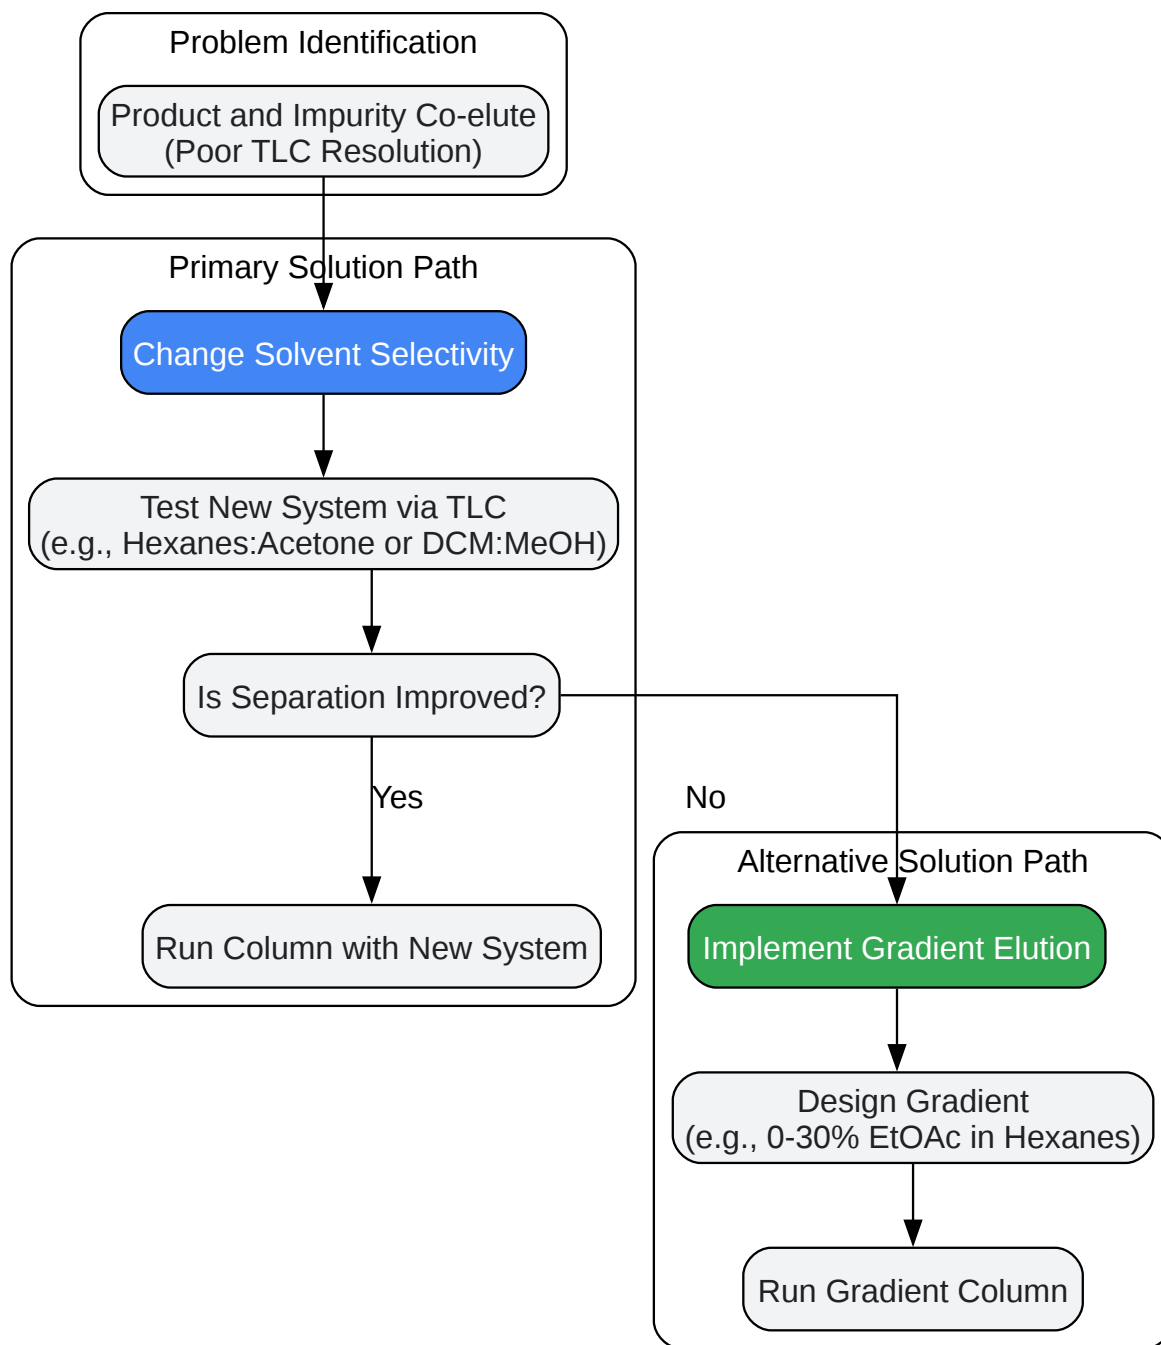 Problem Identification
Product and Impurity Co-elute
(Poor TLC Resolution)
Primary Solution Path
Change Solvent Selectivity
Test New System via TLC
(e.g., Hexanes:Acetone or DCM:MeOH)
Is Separation Improved?
Yes
No
Run Column with New System
Alternative Solution Path
Implement Gradient Elution
Design Gradient
(e.g., 0-30% EtOAc in Hexanes)
Run Gradient Column